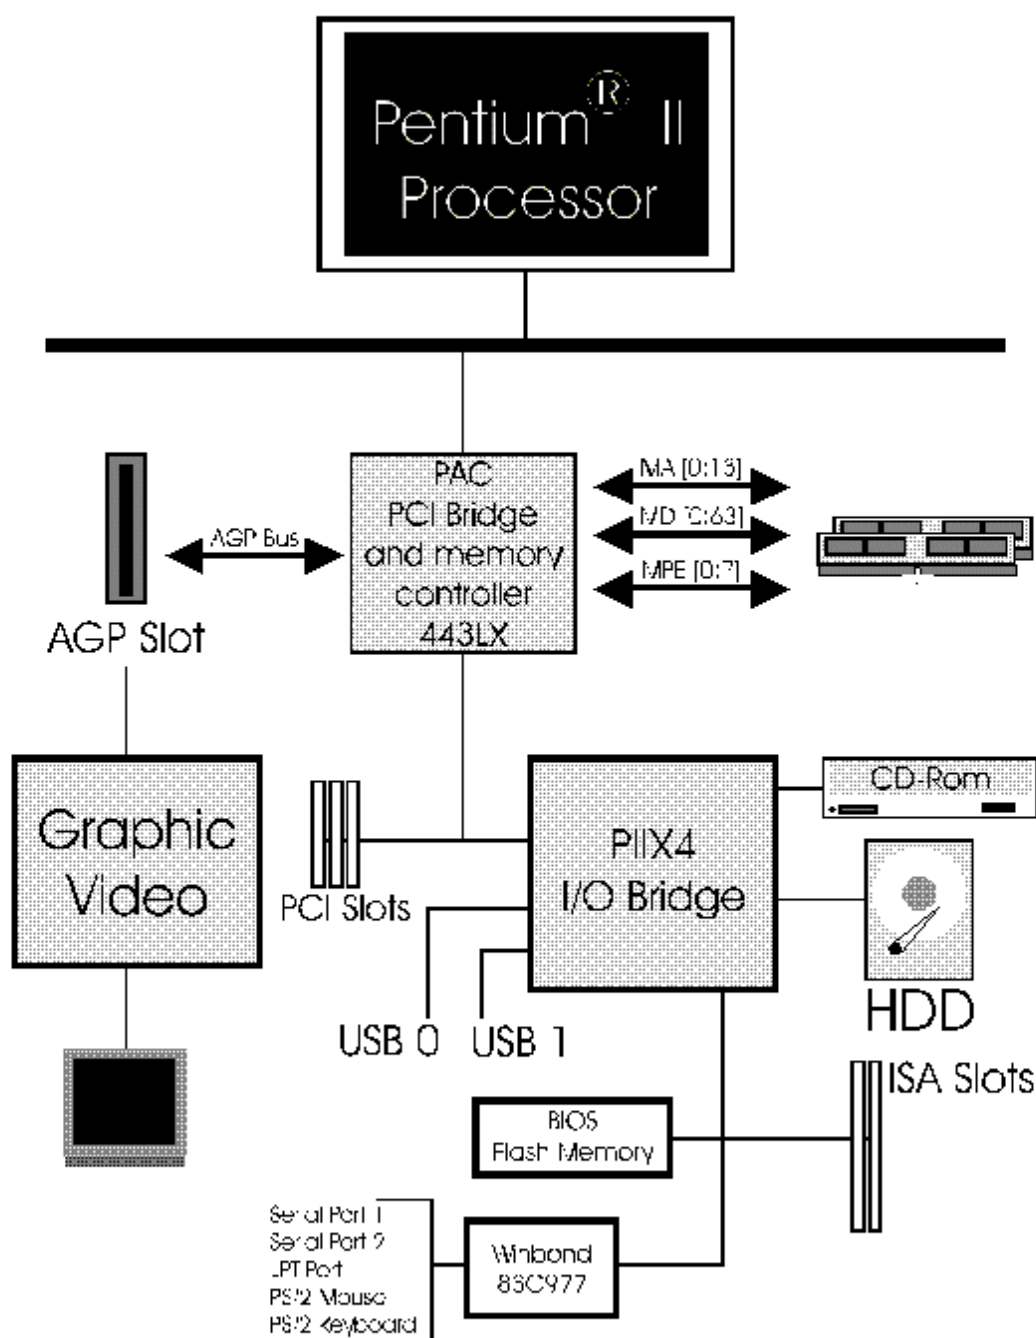 Pentium® II
Processor
PAC
PCI Bridge
and memory
controller
443LX
MA [0:13]
MD [0:63]
MPE [0:7]
AGP Bus
AGP Slot
Graphic
Video
PCI Slots
PIIX4
I/O Bridge
CD-Rom
HDD
USB 0
USB 1
ISA Slots
BIOS
Flash Memory
Serial Port 1
Serial Port 2
LPT Port
PS/2 Mouse
PS/2 Keyboard
Winbond
83C977